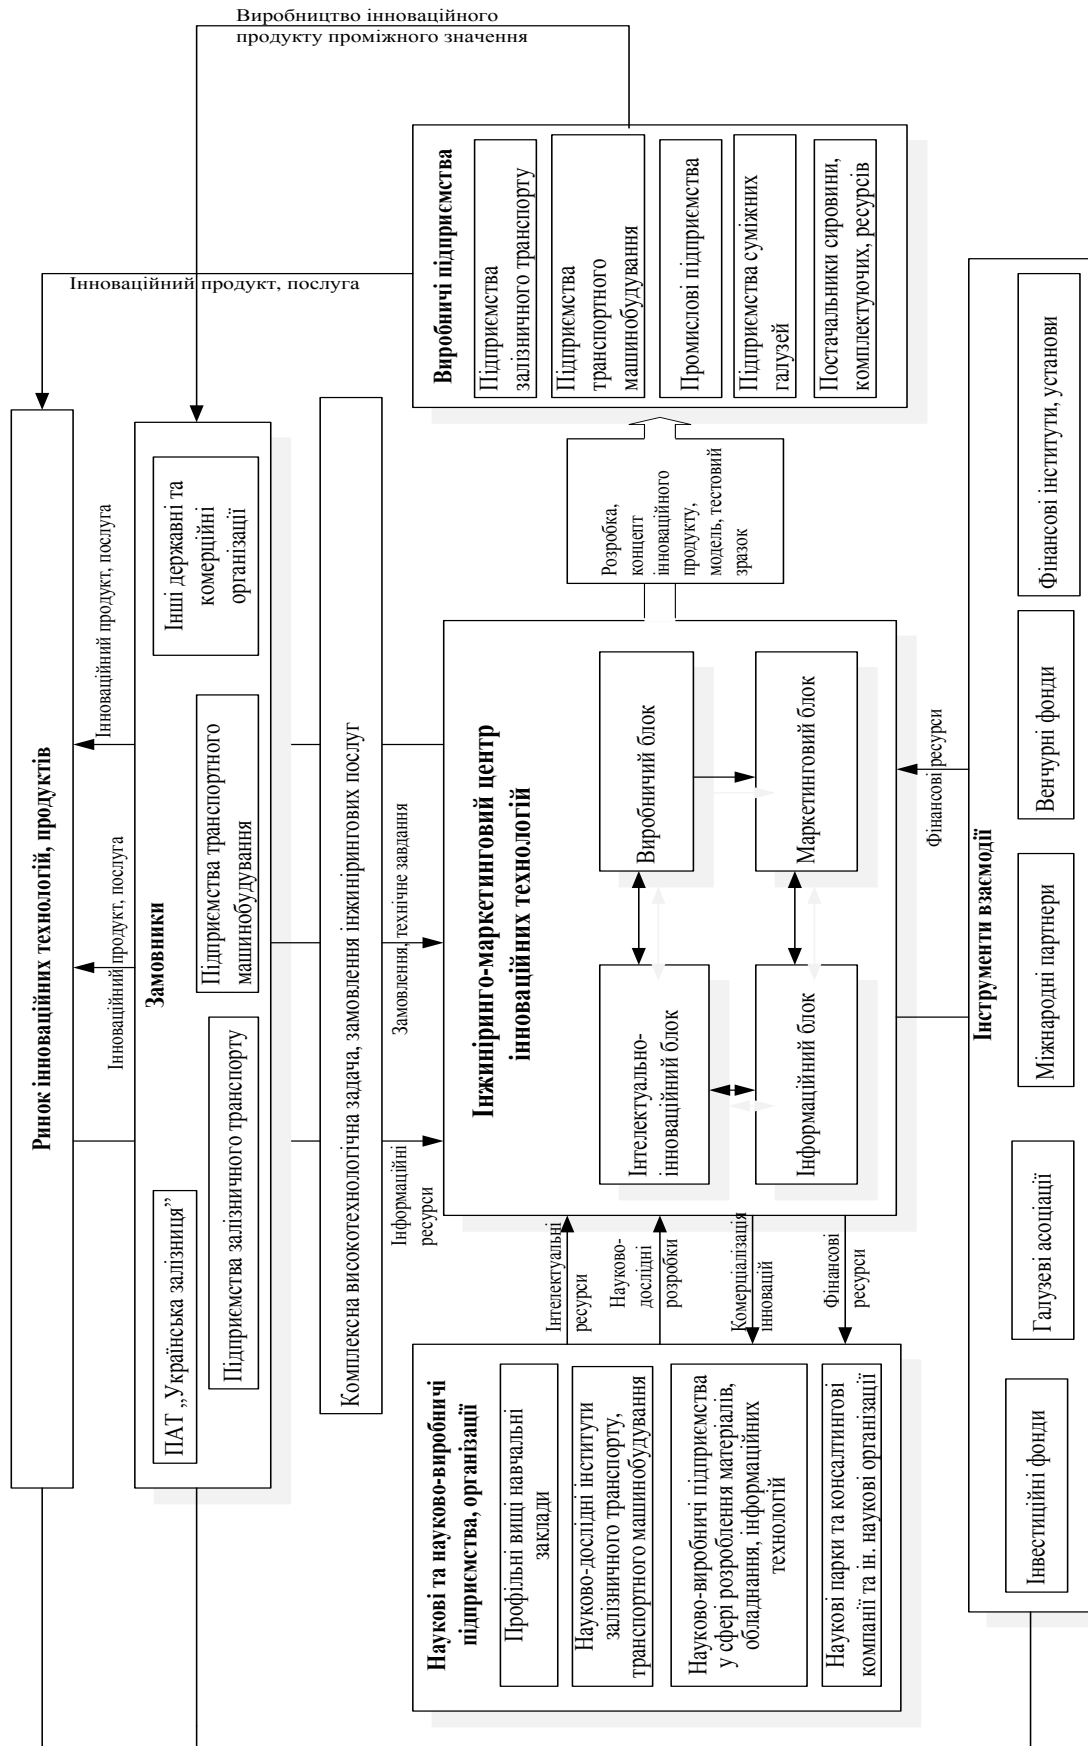 Виробництво інноваційного
продукту проміжного значення
Інноваційний продукт, послуга
Ринок інноваційних технологій, продуктів
Інноваційний продукт, послуга
Інноваційний продукт, послуга
Замовники
ПАТ „Українська залізниця”
Підприємства залізничного транспорту
Підприємства транспортного
машинобудування
Інші державні та
комерційні
організації
Комплексна високотехнологічна задача, замовлення інжинірингових послуг
Інформаційні
ресурси
Замовлення, технічне завдання
Наукові та науково-виробничі
підприємства, організації
Профільні вищі навчальні
заклади
Науково-дослідні інститути
залізничного транспорту,
транспортного машинобудування
Науково-виробничі підприємства
у сфері розроблення матеріалів,
обладнання, інформаційних
технологій
Наукові парки та консалтингові
компанії та ін. наукові організації
Інтелектуальні
ресурси
Науково-
дослідні
розробки
Комерціалізація
інновацій
Фінансові
ресурси
Інжинірингo-маркетинговий центр
інноваційних технологій
Інтелектуально-
інноваційний блок
Виробничий блок
Інформаційний блок
Маркетинговий блок
Розробка,
концепт
інноваційного
продукту,
модель, тестовий
зразок
Виробничі підприємства
Підприємства
залізничного транспорту
Підприємства
транспортного
машинобудування
Промислові підприємства
Підприємства суміжних
галузей
Постачальники сировини,
комплектуючих, ресурсів
Фінансові ресурси
Інструменти взаємодії
Інвестиційні фонди
Галузеві асоціації
Міжнародні партнери
Венчурні фонди
Фінансові інститути, установи